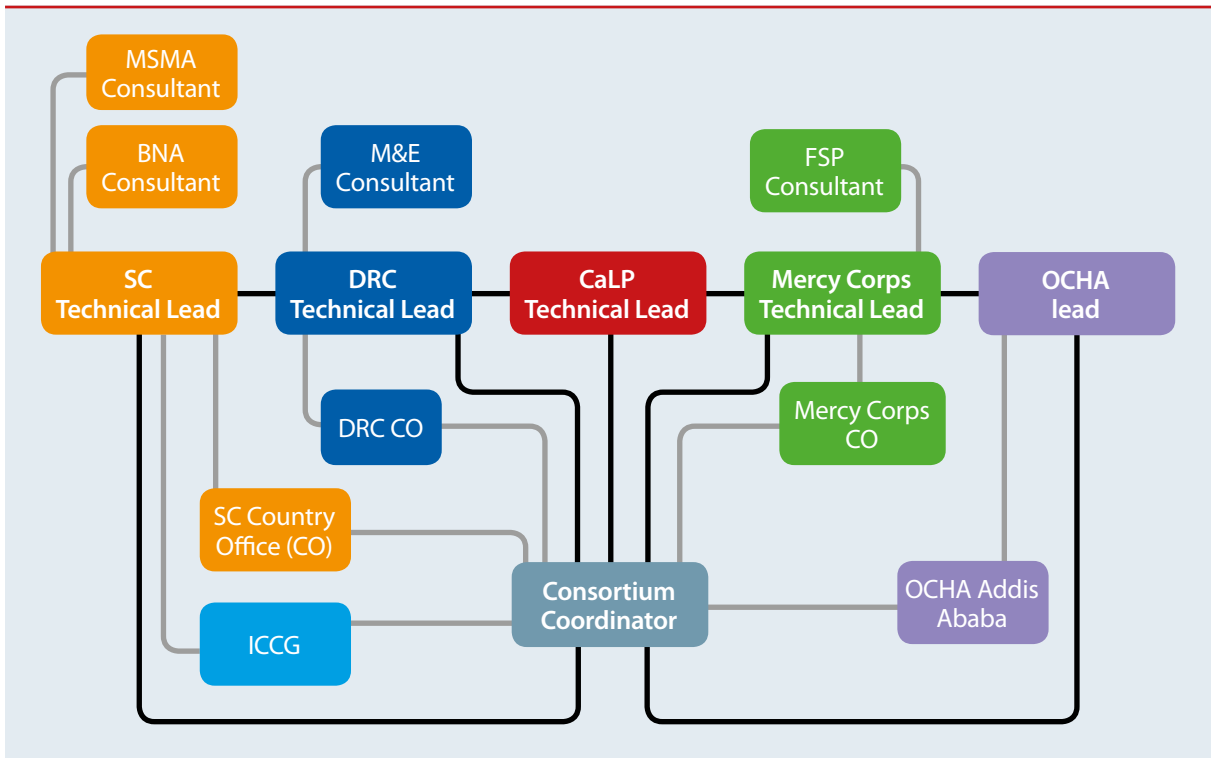 MSMA
Consultant
BNA
Consultant
M&E
Consultant
FSP
Consultant
SC
Technical Lead
DRC
Technical Lead
CaLP
Technical Lead
Mercy Corps
Technical Lead
OCHA
lead
DRC CO
Mercy Corps
CO
SC Country
Office (CO)
Consortium
Coordinator
OCHA Addis
Ababa
ICCG